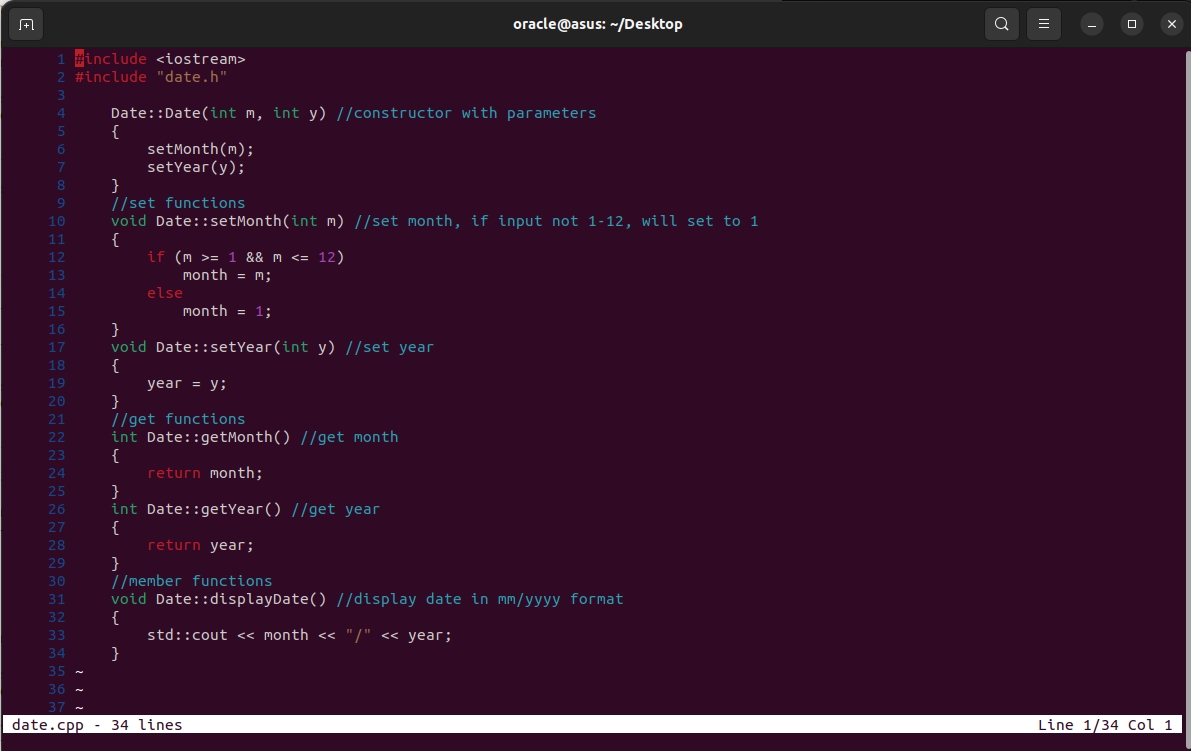 oracle@asus: ~/Desktop
1 #include <iostream>
2 #include "date.h"
3
4     Date::Date(int m, int y) //constructor with parameters
5     {
6         setMonth(m);
7         setYear(y);
8     }
9     //set functions
10     void Date::setMonth(int m) //set month, if input not 1-12, will set to 1
11     {
12         if (m >= 1 && m <= 12)
13             month = m;
14         else
15             month = 1;
16     }
17     void Date::setYear(int y) //set year
18     {
19         year = y;
20     }
21     //get functions
22     int Date::getMonth() //get month
23     {
24         return month;
25     }
26     int Date::getYear() //get year
27     {
28         return year;
29     }
30     //member functions
31     void Date::displayDate() //display date in mm/yyyy format
32     {
33         std::cout << month << "/" << year;
34     }
35 ~
36 ~
37 ~
date.cpp - 34 lines Line 1/34 Col 1